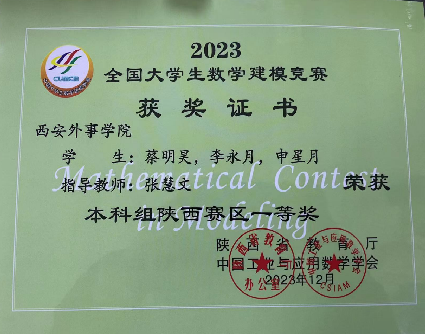 2023
全国大学生数学建模竞赛
获奖证书
西安外事学院
学 生：蔡明昊，李永月，申星月
指导教师：张慧文
荣获
Mathematical Contest
in Modeling
本科组陕西赛区一等奖
陕西省教育厅
中国工业与应用数学学会
2023年12月
办公室
CSIAM